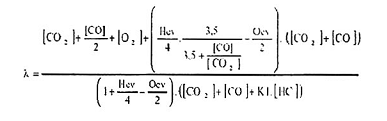 λ = ([CO₂] + [CO]/2 + [O₂] + (Hcv/4 · 3,5/(3,5 + [CO]/[CO₂]) − Ocv/2) · ([CO₂] + [CO])) / ((1 + Hcv/4 − Ocv/2) · ([CO₂] + [CO] + K1[HC]))